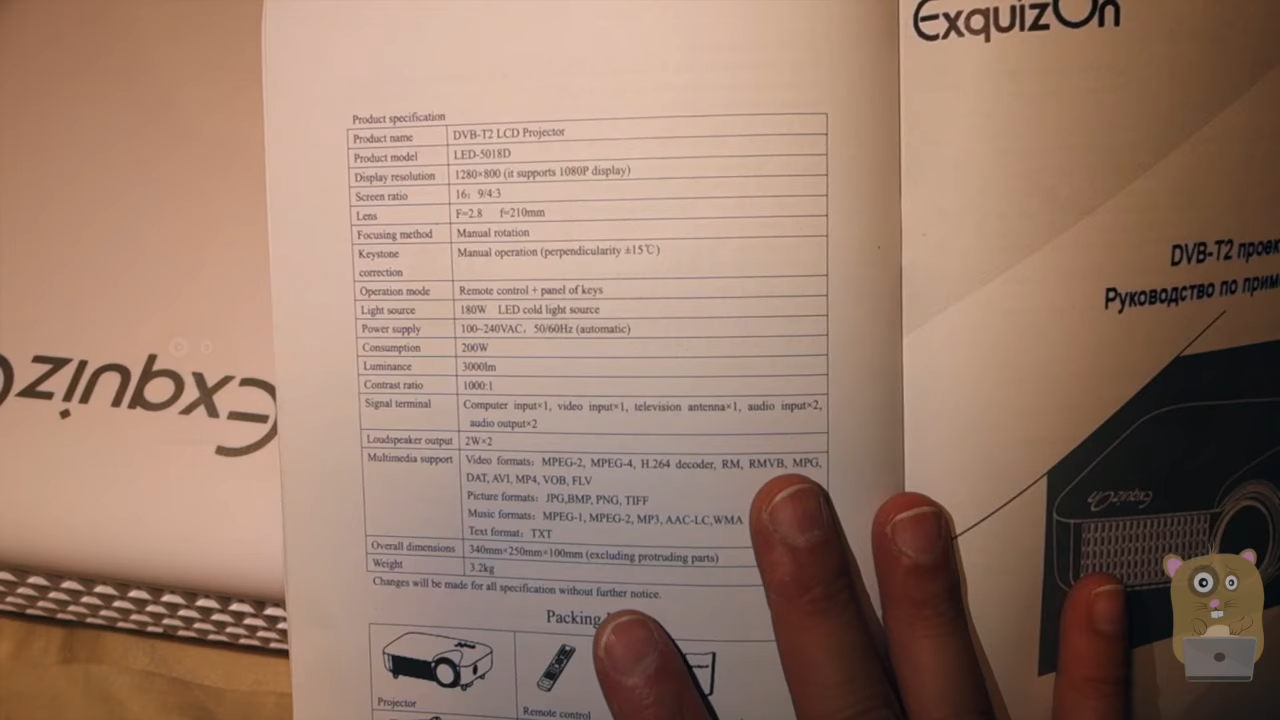 ExquizOn
Product specification
Product name DVB-T2 LCD Projector
Product model LED-5018D
Display resolution 1280×800 (it supports 1080P display)
Screen ratio 16：9/4:3
Lens F=2.8 f=210mm
Focusing method Manual rotation
Keystone correction Manual operation (perpendicularity ±15℃)
Operation mode Remote control + panel of keys
Light source 180W LED cold light source
Power supply 100~240VAC，50/60Hz (automatic)
Consumption 200W
Luminance 3000lm
Contrast ratio 1000:1
Signal terminal Computer input×1, video input×1, television antenna×1, audio input×2,
audio output×2
Loudspeaker output 2W×2
Multimedia support Video formats: MPEG-2, MPEG-4, H.264 decoder, RM, RMVB, MPG,
DAT, AVI, MP4, VOB, FLV
Picture formats: JPG,BMP, PNG, TIFF
Music formats: MPEG-1, MPEG-2, MP3, AAC-LC,WMA
Text format: TXT
Overall dimensions 340mm×250mm×100mm (excluding protruding parts)
Weight 3.2kg
Changes will be made for all specification without further notice.
Packing
Projector
Remote control
DVB-T2
Руководство по
ExquizOn
Exquiz